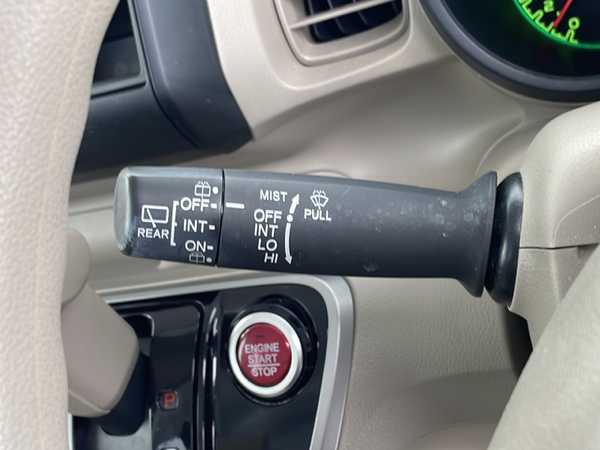 MIST
OFF
INT
LO
HI
PULL
OFF
INT
ON
REAR
ENGINE
START
STOP
P